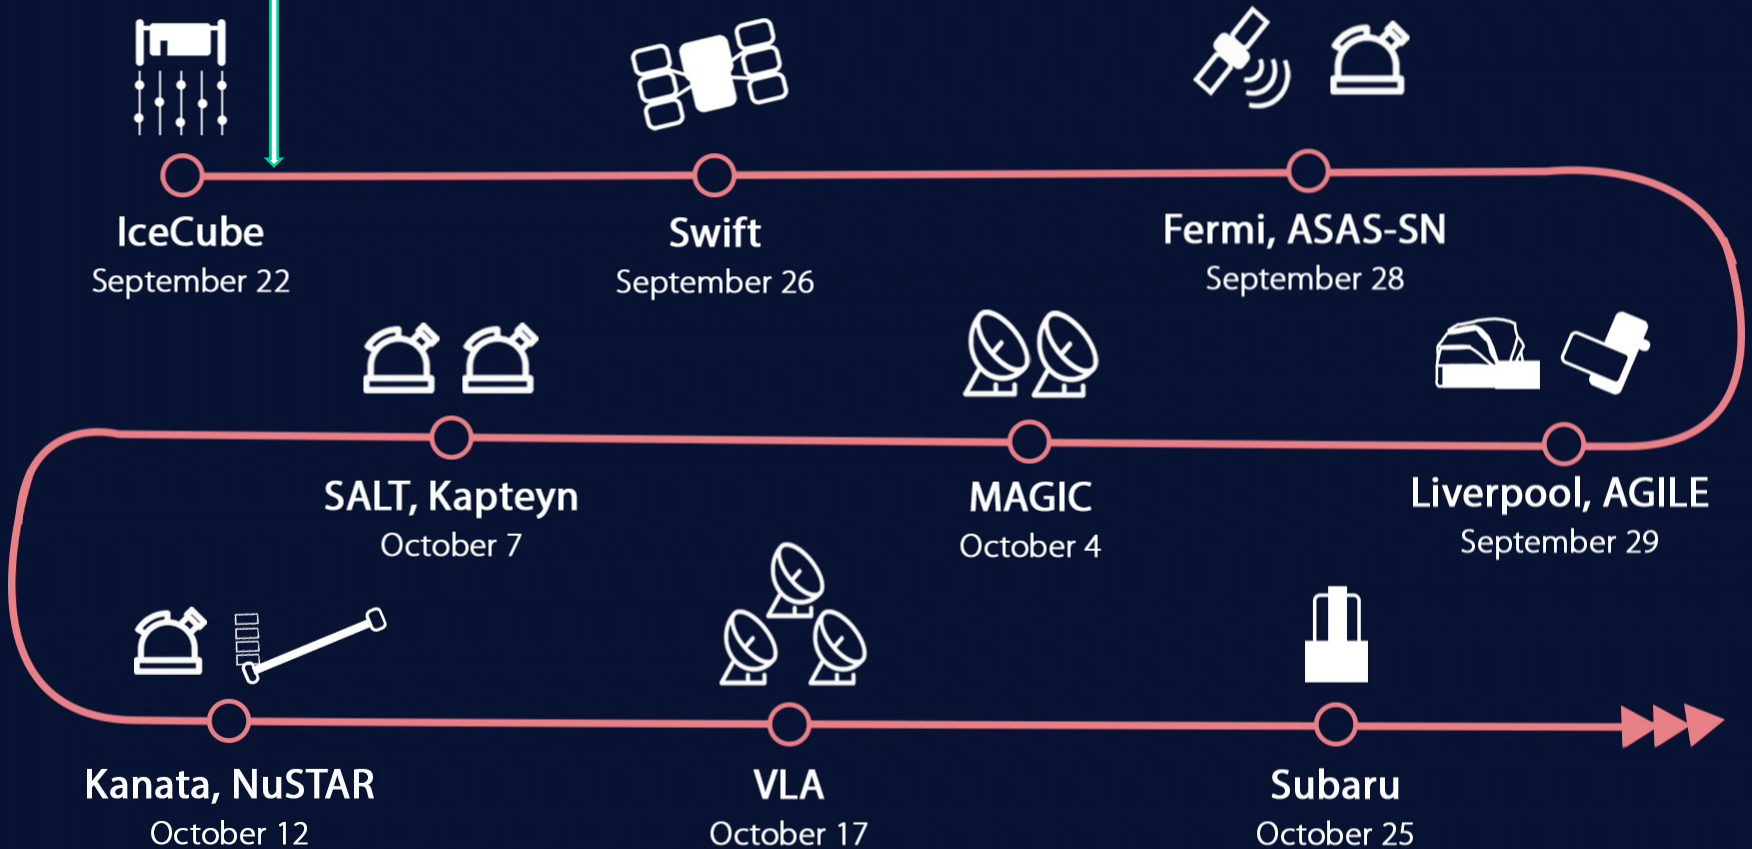 IceCube
September 22
Swift
September 26
Fermi, ASAS-SN
September 28
Liverpool, AGILE
September 29
MAGIC
October 4
SALT, Kapteyn
October 7
Kanata, NuSTAR
October 12
VLA
October 17
Subaru
October 25